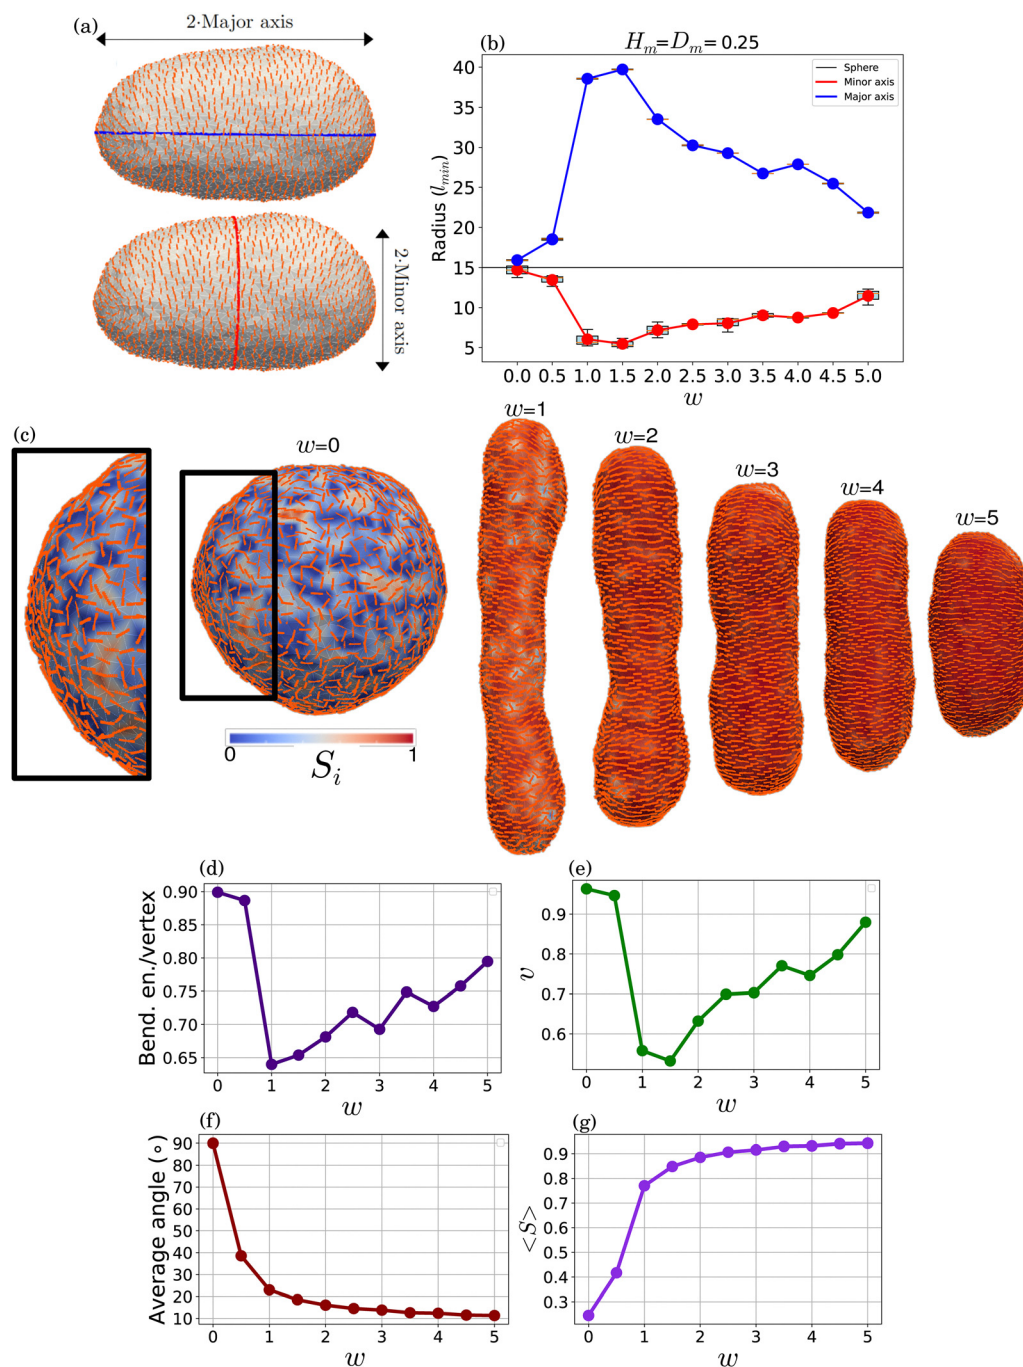 (a)
2·Major axis
2·Minor axis
(b)
H_m=D_m= 0.25
Sphere
Minor axis
Major axis
Radius (l_min)
40
35
30
25
20
15
10
5
0.0 0.5 1.0 1.5 2.0 2.5 3.0 3.5 4.0 4.5 5.0
w
(c)
w=0
w=1
w=2
w=3
w=4
w=5
0 1
S_i
(d)
Bend. en./vertex
0.90
0.85
0.80
0.75
0.70
0.65
0 1 2 3 4 5
w
(e)
v
0.9
0.8
0.7
0.6
0 1 2 3 4 5
w
(f)
Average angle (∘)
90
80
70
60
50
40
30
20
10
0 1 2 3 4 5
w
(g)
<S>
0.9
0.8
0.7
0.6
0.5
0.4
0.3
0 1 2 3 4 5
w